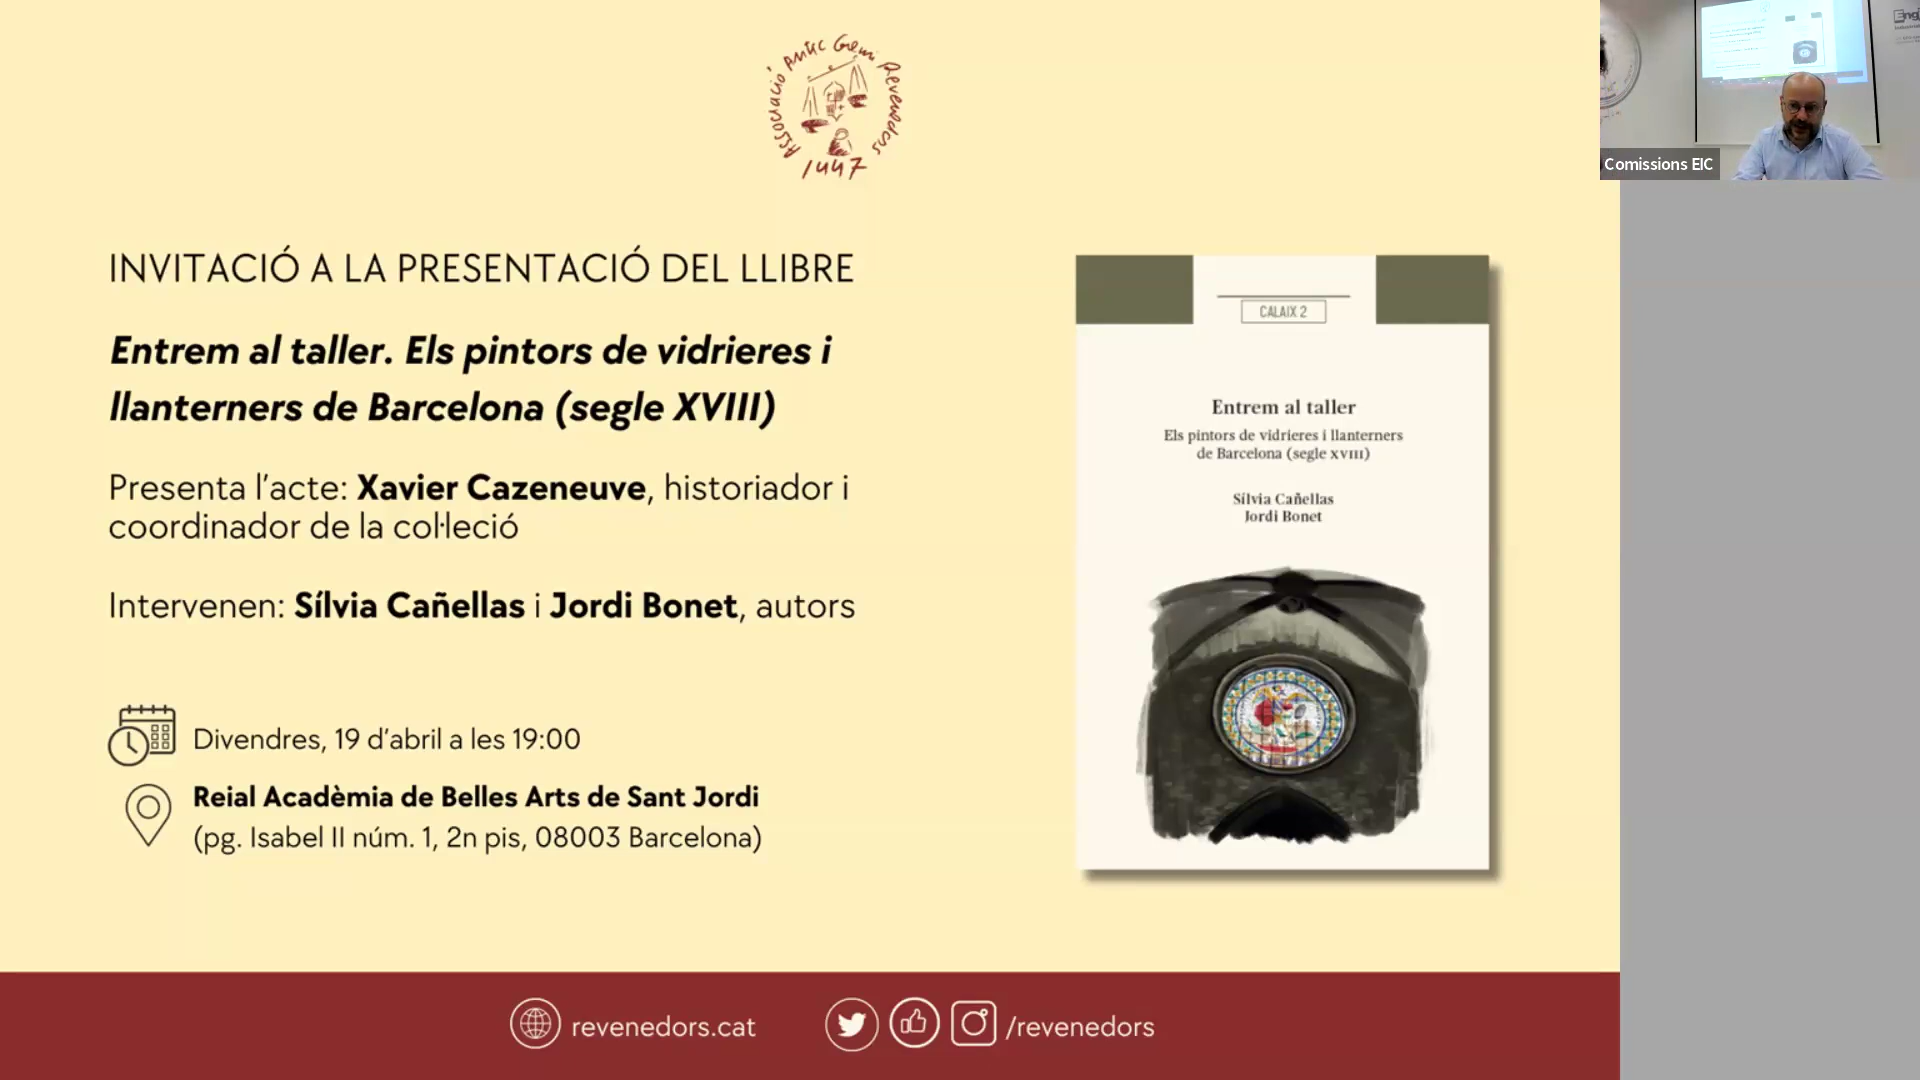 Associació Antic Gremi Revenedors
1447
INVITACIÓ A LA PRESENTACIÓ DEL LLIBRE
Entrem al taller. Els pintors de vidrieres i
llanterners de Barcelona (segle XVIII)
Presenta l'acte: Xavier Cazeneuve, historiador i
coordinador de la col·leció
Intervenen: Sílvia Cañellas i Jordi Bonet, autors
Divendres, 19 d'abril a les 19:00
Reial Acadèmia de Belles Arts de Sant Jordi
(pg. Isabel II núm. 1, 2n pis, 08003 Barcelona)
CALAIX 2
Entrem al taller
Els pintors de vidrieres i llanterners
de Barcelona (segle XVIII)
Sílvia Cañellas
Jordi Bonet
revenedors.cat
/revenedors
Comissions EIC